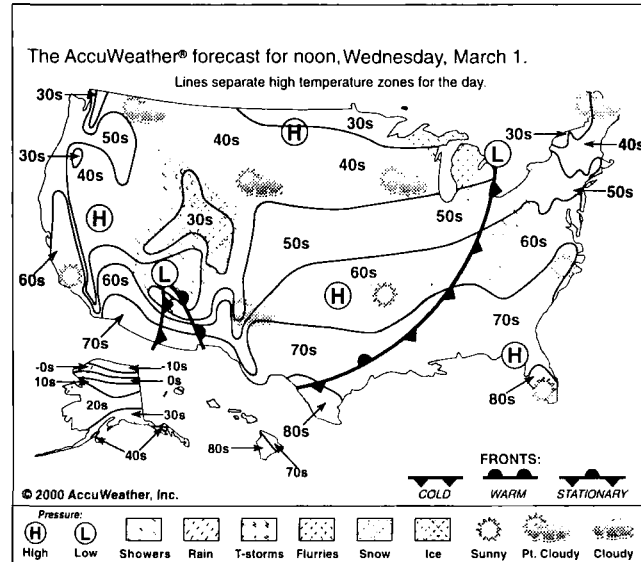 The AccuWeather® forecast for noon, Wednesday, March 1.
Lines separate high temperature zones for the day.
30s
30s
H
L
30s
40s
50s
40s
30s
40s
40s
50s
30s
50s
60s
H
50s
60s
60s
60s
L
H
70s
70s
70s
H
80s
80s
-0s
-10s
10s
0s
20s
30s
40s
80s
70s
© 2000 AccuWeather, Inc.
FRONTS:
COLD WARM STATIONARY
Pressure:
H L
High Low Showers Rain T-storms Flurries Snow Ice Sunny Pt. Cloudy Cloudy